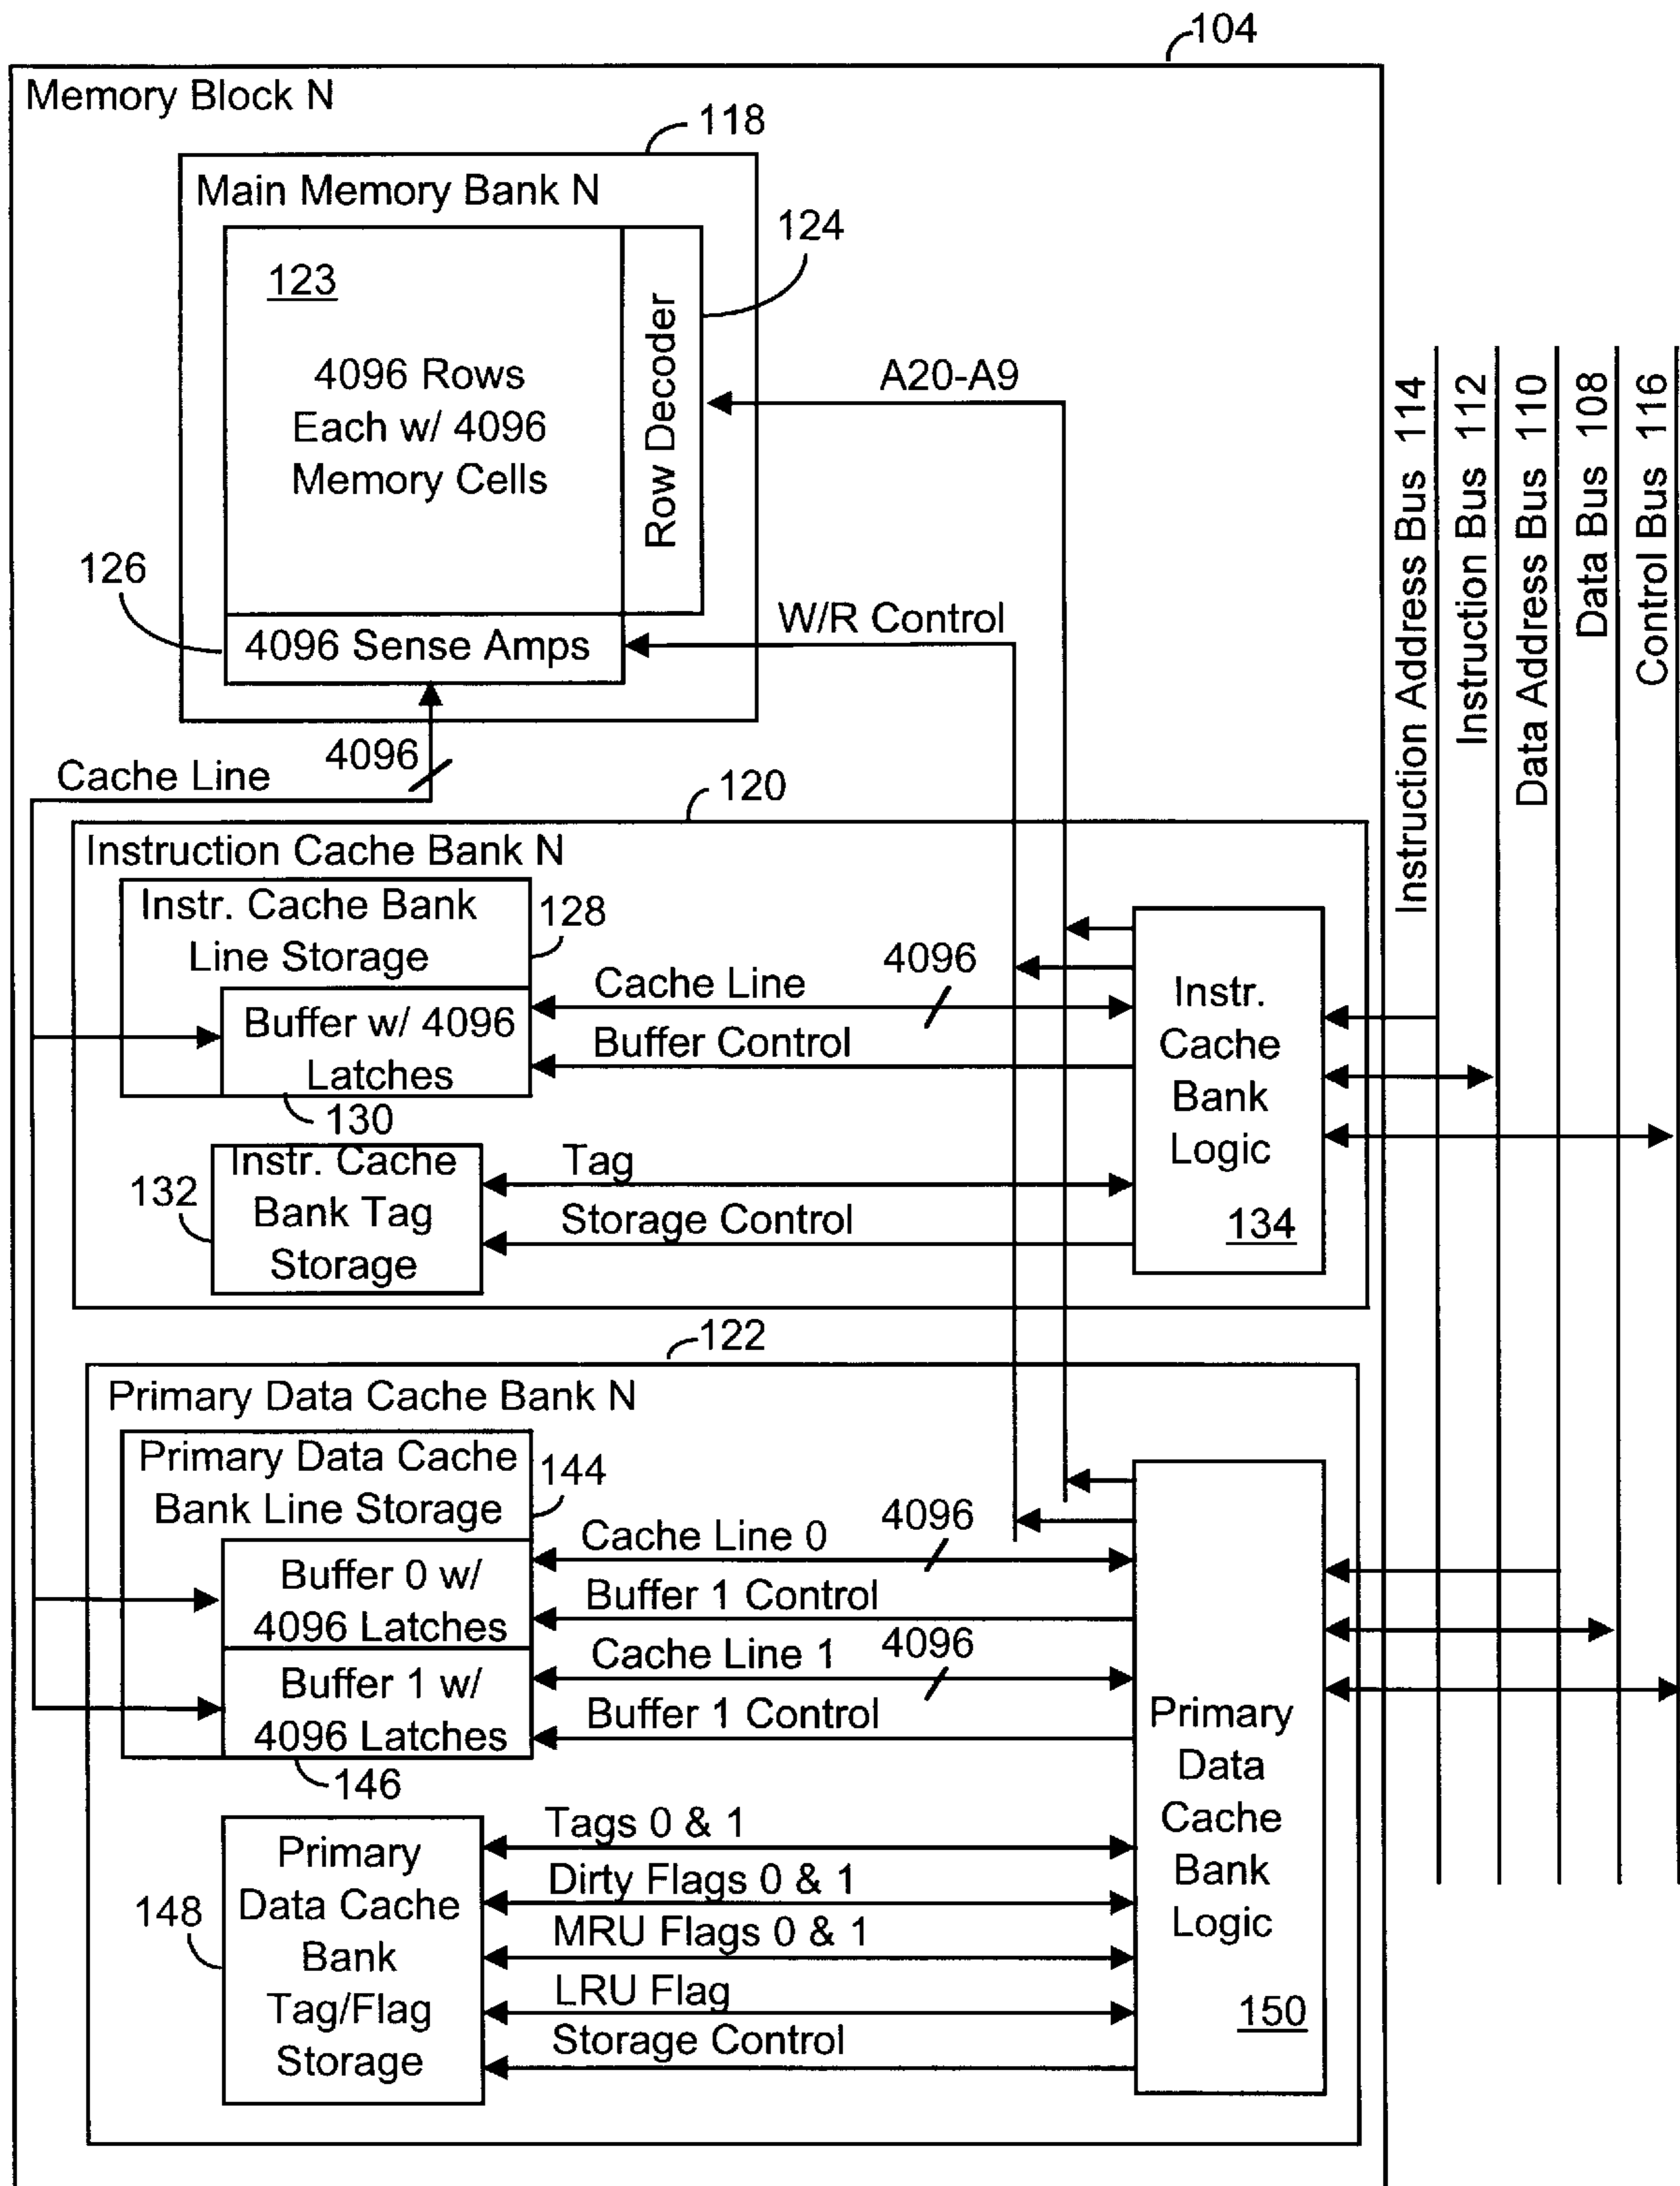 104
Memory Block N
118
Main Memory Bank N
124
123
4096 Rows
Each w/ 4096
Memory Cells
Row Decoder
A20-A9
126
4096 Sense Amps
W/R Control
4096
Cache Line
Instruction Address Bus 114
Instruction Bus 112
Data Address Bus 110
Data Bus 108
Control Bus 116
120
Instruction Cache Bank N
Instr. Cache Bank
Line Storage
128
Buffer w/ 4096
Latches
130
Cache Line
4096
Buffer Control
Instr.
Cache
Bank
Logic
134
132
Instr. Cache
Bank Tag
Storage
Tag
Storage Control
122
Primary Data Cache Bank N
Primary Data Cache
Bank Line Storage
144
Buffer 0 w/
4096 Latches
Buffer 1 w/
4096 Latches
146
Cache Line 0
4096
Buffer 1 Control
Cache Line 1
4096
Buffer 1 Control
Primary
Data
Cache
Bank
Logic
150
148
Primary
Data Cache
Bank
Tag/Flag
Storage
Tags 0 & 1
Dirty Flags 0 & 1
MRU Flags 0 & 1
LRU Flag
Storage Control